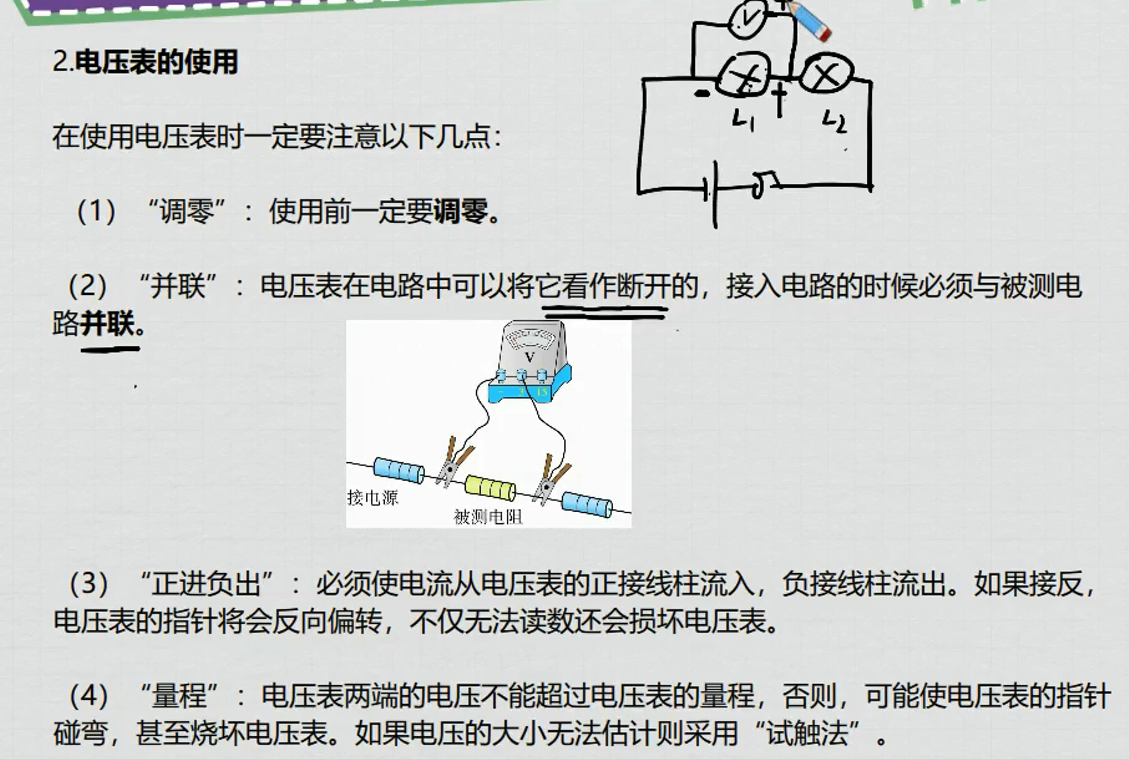 V
+
2.电压表的使用
- +
L1 L2
在使用电压表时一定要注意以下几点：
（1）“调零”：使用前一定要调零。
（2）“并联”：电压表在电路中可以将它看作断开的，接入电路的时候必须与被测电
路并联。
V
- 3 15
接电源
被测电阻
（3）“正进负出”：必须使电流从电压表的正接线柱流入，负接线柱流出。如果接反，
电压表的指针将会反向偏转，不仅无法读数还会损坏电压表。
（4）“量程”：电压表两端的电压不能超过电压表的量程，否则，可能使电压表的指针
碰弯，甚至烧坏电压表。如果电压的大小无法估计则采用“试触法”。